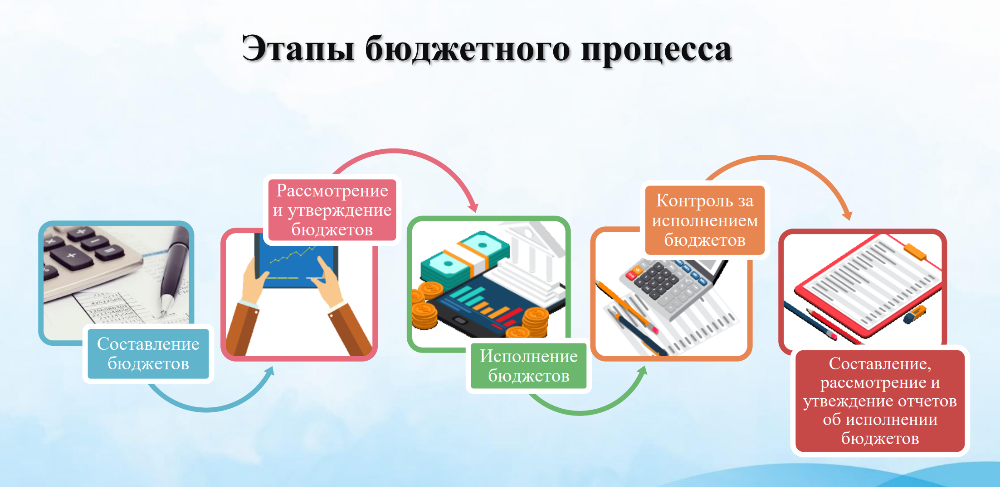 Этапы бюджетного процесса
Составление
бюджетов
Рассмотрение
и утверждение
бюджетов
Исполнение
бюджетов
Контроль за
исполнением
бюджетов
Составление,
рассмотрение и
утвеждение отчетов
об исполнении
бюджетов